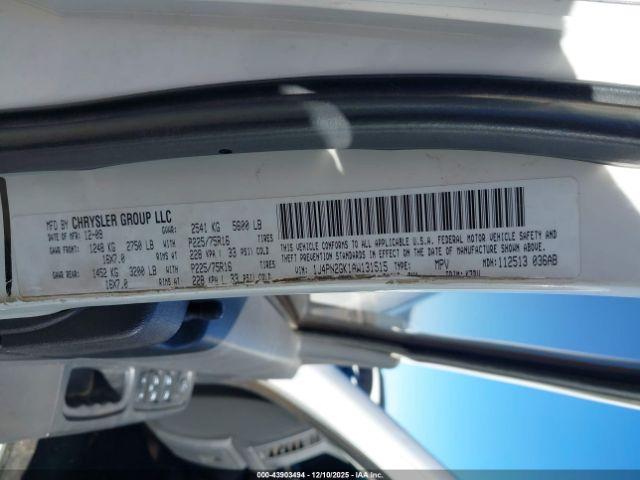 MFD BY CHRYSLER GROUP LLC
DATE OF MFR: 12-09
GAWR FRONT: 1248 KG 2750 LB
16X7.0
GAWR REAR: 1452 KG 3200 LB
16X7.0
WITH
RIMS AT
WITH
RIMS AT
GVWR:
2541 KG 5600 LB
P225/75R16 TIRES
228 KPA ( 33 PSI) COLD
P225/75R16 TIRES
228 KPA ( 33 PSI) COLD
THIS VEHICLE CONFORMS TO ALL APPLICABLE U.S.A. FEDERAL MOTOR VEHICLE SAFETY AND
THEFT PREVENTION STANDARDS IN EFFECT ON THE DATE OF MANUFACTURE SHOWN ABOVE.
VIN: TYPE: MPV MDH: 112513 036AB
000-43903494 - 12/10/2025 - IAA Holdings, LLC